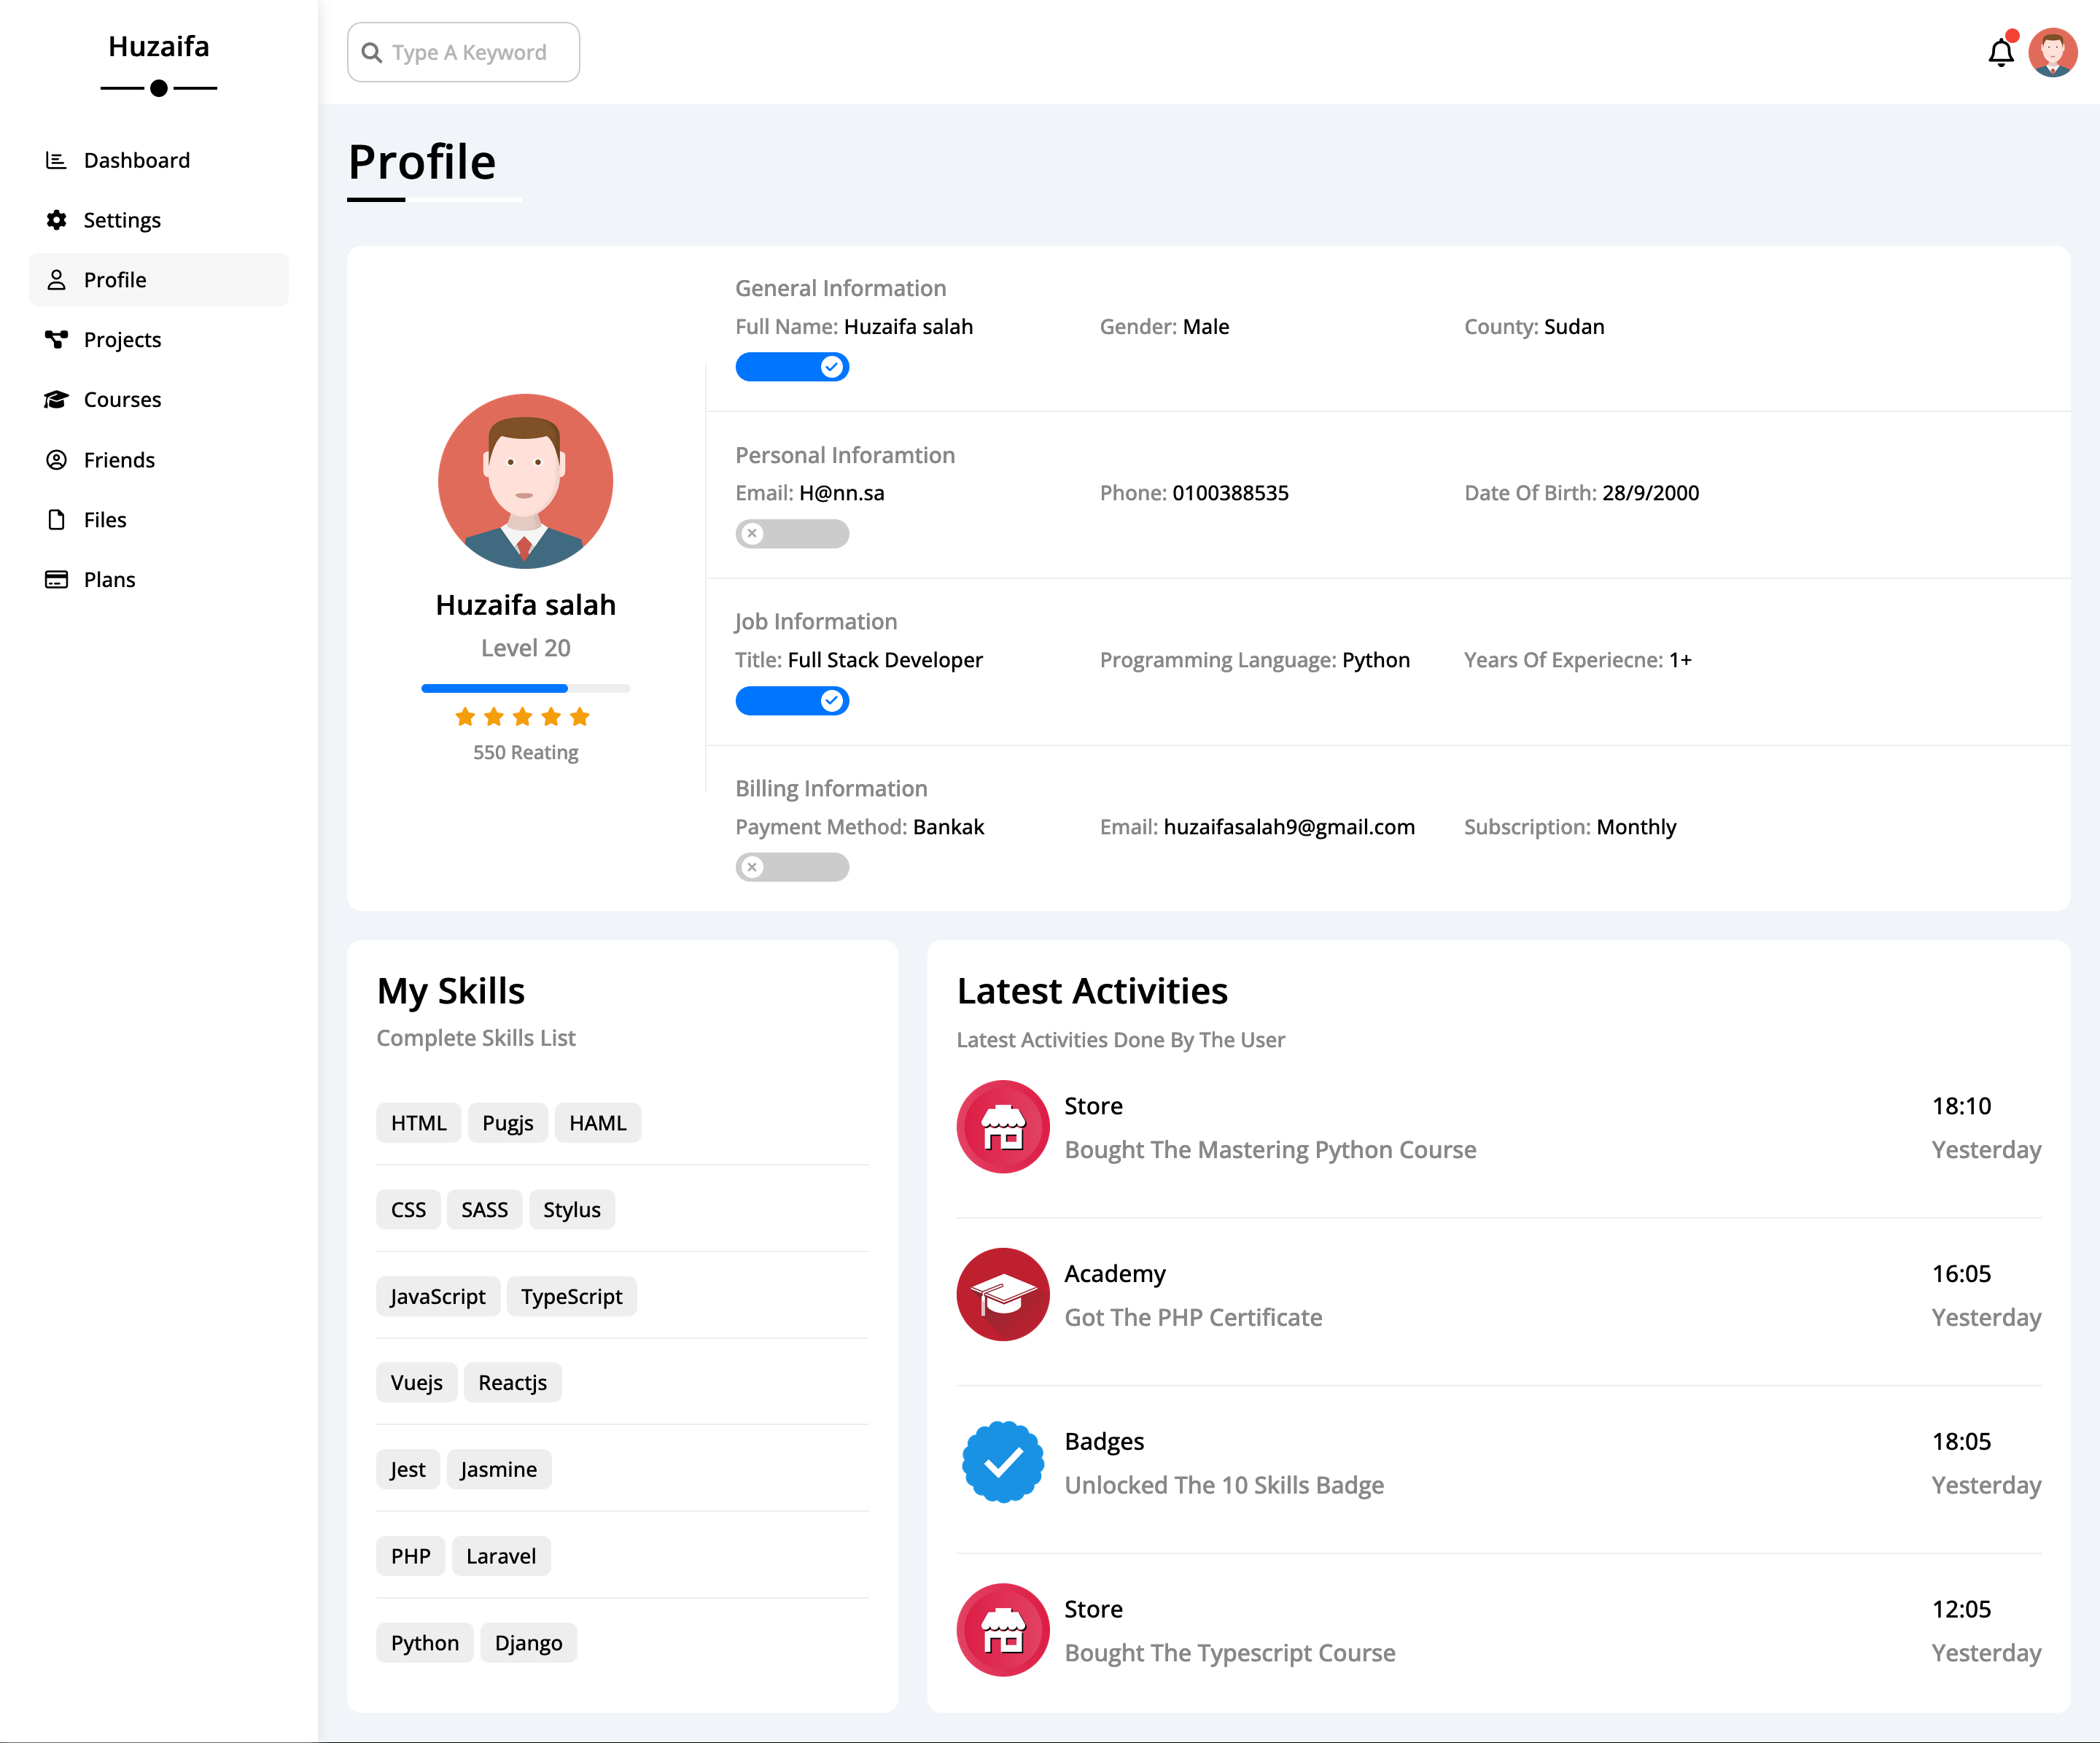 Huzaifa
Dashboard
Settings
Profile
Projects
Courses
Friends
Files
Plans
Type A Keyword
Profile
Huzaifa salah
Level 20
550 Reating
General Information
Full Name: Huzaifa salah Gender: Male County: Sudan
Personal Inforamtion
Email: H@nn.sa Phone: 0100388535 Date Of Birth: 28/9/2000
Job Information
Title: Full Stack Developer Programming Language: Python Years Of Experiecne: 1+
Billing Information
Payment Method: Bankak Email: huzaifasalah9@gmail.com Subscription: Monthly
My Skills
Complete Skills List
HTML Pugjs HAML
CSS SASS Stylus
JavaScript TypeScript
Vuejs Reactjs
Jest Jasmine
PHP Laravel
Python Django
Latest Activities
Latest Activities Done By The User
Store 18:10
Bought The Mastering Python Course Yesterday
Academy 16:05
Got The PHP Certificate Yesterday
Badges 18:05
Unlocked The 10 Skills Badge Yesterday
Store 12:05
Bought The Typescript Course Yesterday